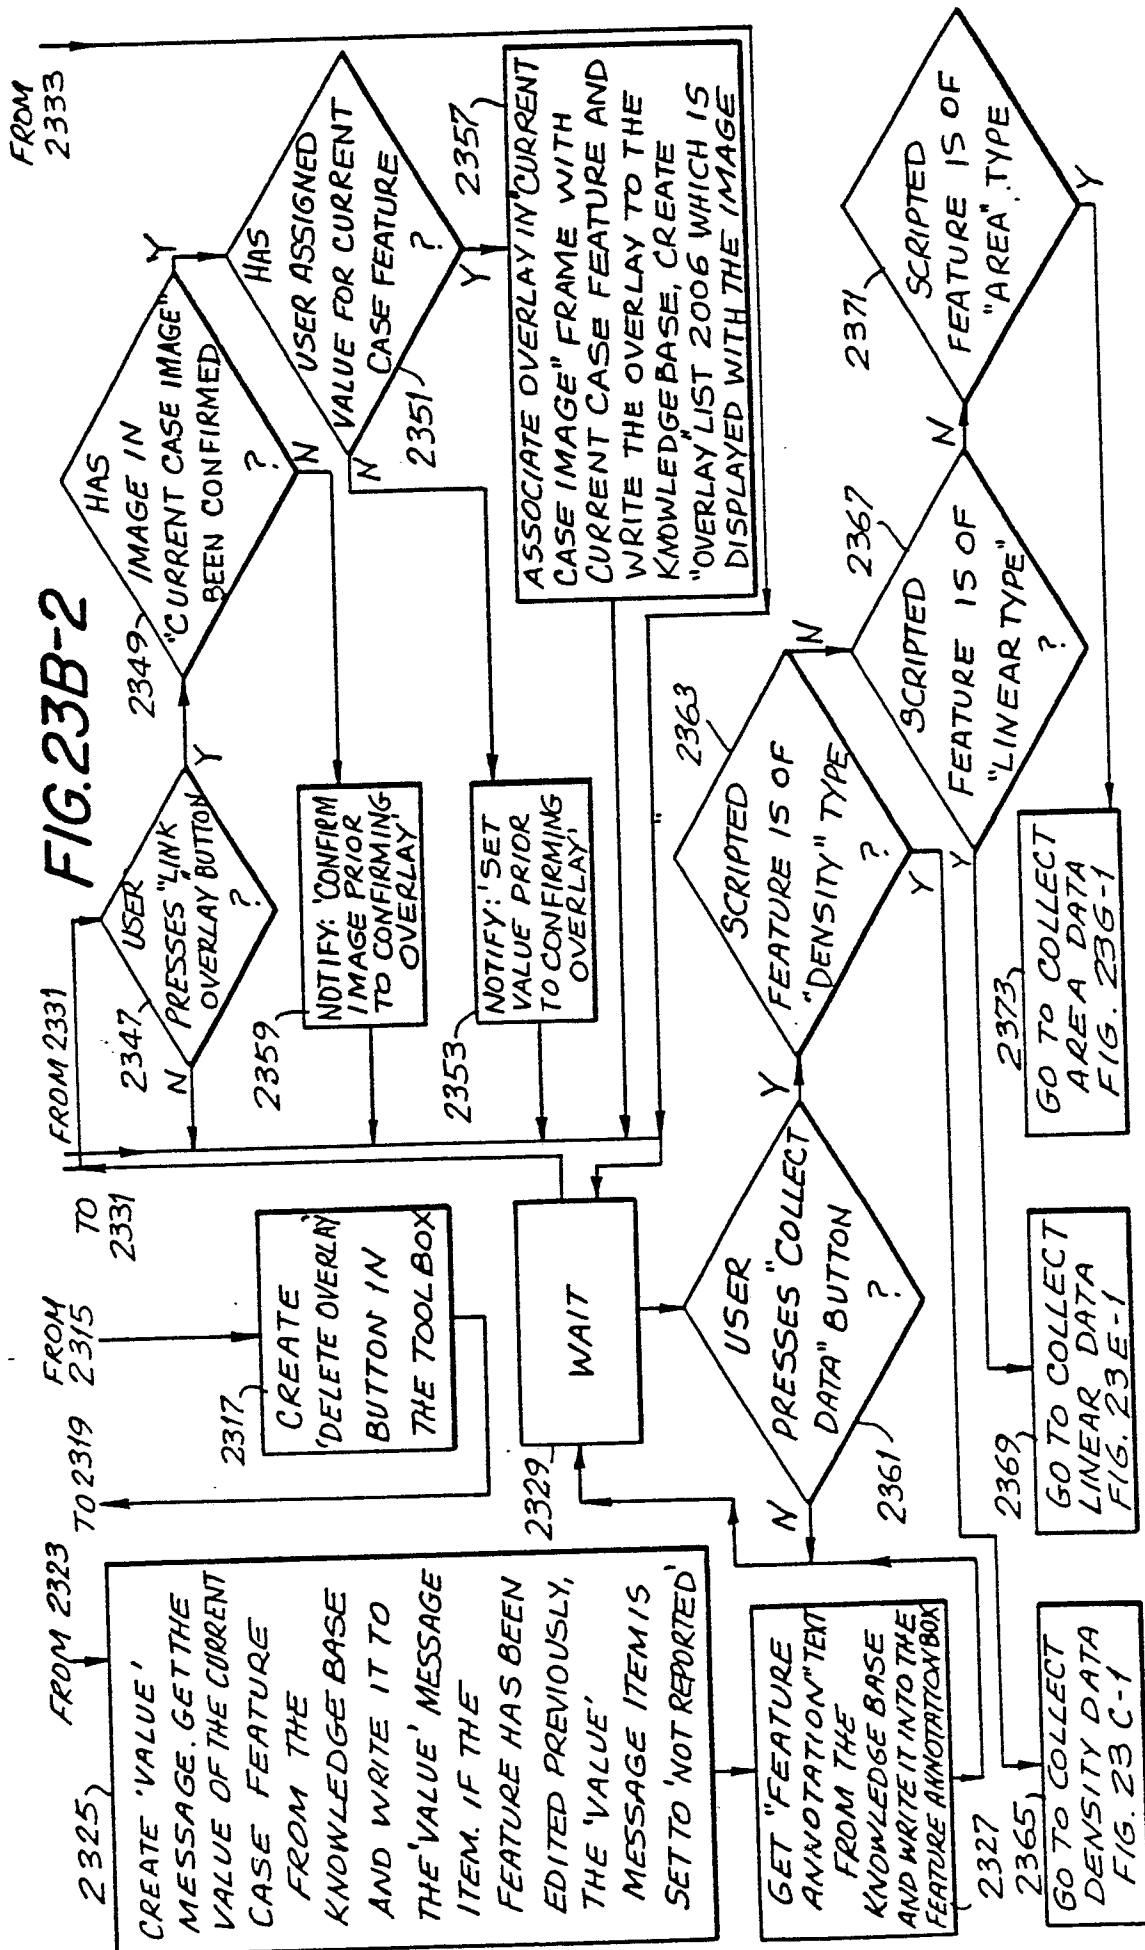 FIG.23B-2
FROM 2323
2325
CREATE 'VALUE'
MESSAGE. GET THE
VALUE OF THE CURRENT
CASE FEATURE
FROM THE
KNOWLEDGE BASE
AND WRITE IT TO
THE 'VALUE' MESSAGE
ITEM. IF THE
FEATURE HAS BEEN
EDITED PREVIOUSLY,
THE 'VALUE'
MESSAGE ITEM IS
SET TO 'NOT REPORTED'
GET "FEATURE
ANNOTATION" TEXT
FROM THE
KNOWLEDGE BASE
AND WRITE IT INTO THE
FEATURE ANNOTATION BOX
2327
TO 2319
FROM
2315
2317
CREATE
'DELETE OVERLAY'
BUTTON IN
THE TOOLBOX
TO
2331
FROM 2331
2329
WAIT
2347
USER
PRESSES "LINK
OVERLAY BUTTON
?
N
Y
2349
HAS
IMAGE IN
"CURRENT CASE IMAGE"
BEEN CONFIRMED
?
Y
N
FROM
2333
HAS
USER ASSIGNED
VALUE FOR CURRENT
CASE FEATURE
?
2351
N
Y
2359
NOTIFY: 'CONFIRM
IMAGE PRIOR
TO CONFIRMING
OVERLAY'
2353
NOTIFY: 'SET
VALUE PRIOR
TO CONFIRMING
OVERLAY'
2357
ASSOCIATE OVERLAY IN "CURRENT
CASE IMAGE" FRAME WITH
CURRENT CASE FEATURE AND
WRITE THE OVERLAY TO THE
KNOWLEDGE BASE, CREATE
"OVERLAY" LIST 2006 WHICH IS
DISPLAYED WITH THE IMAGE
USER
PRESSES "COLLECT
DATA" BUTTON
?
2361
N
Y
2363
SCRIPTED
FEATURE IS OF
"DENSITY" TYPE
?
N
Y
2367
SCRIPTED
FEATURE IS OF
"LINEAR TYPE"
?
N
Y
2371
SCRIPTED
FEATURE IS OF
"AREA" TYPE
Y
2365
GO TO COLLECT
DENSITY DATA
FIG. 23 C-1
2369
GO TO COLLECT
LINEAR DATA
FIG. 23 E-1
2373
GO TO COLLECT
AREA DATA
FIG. 23G-1